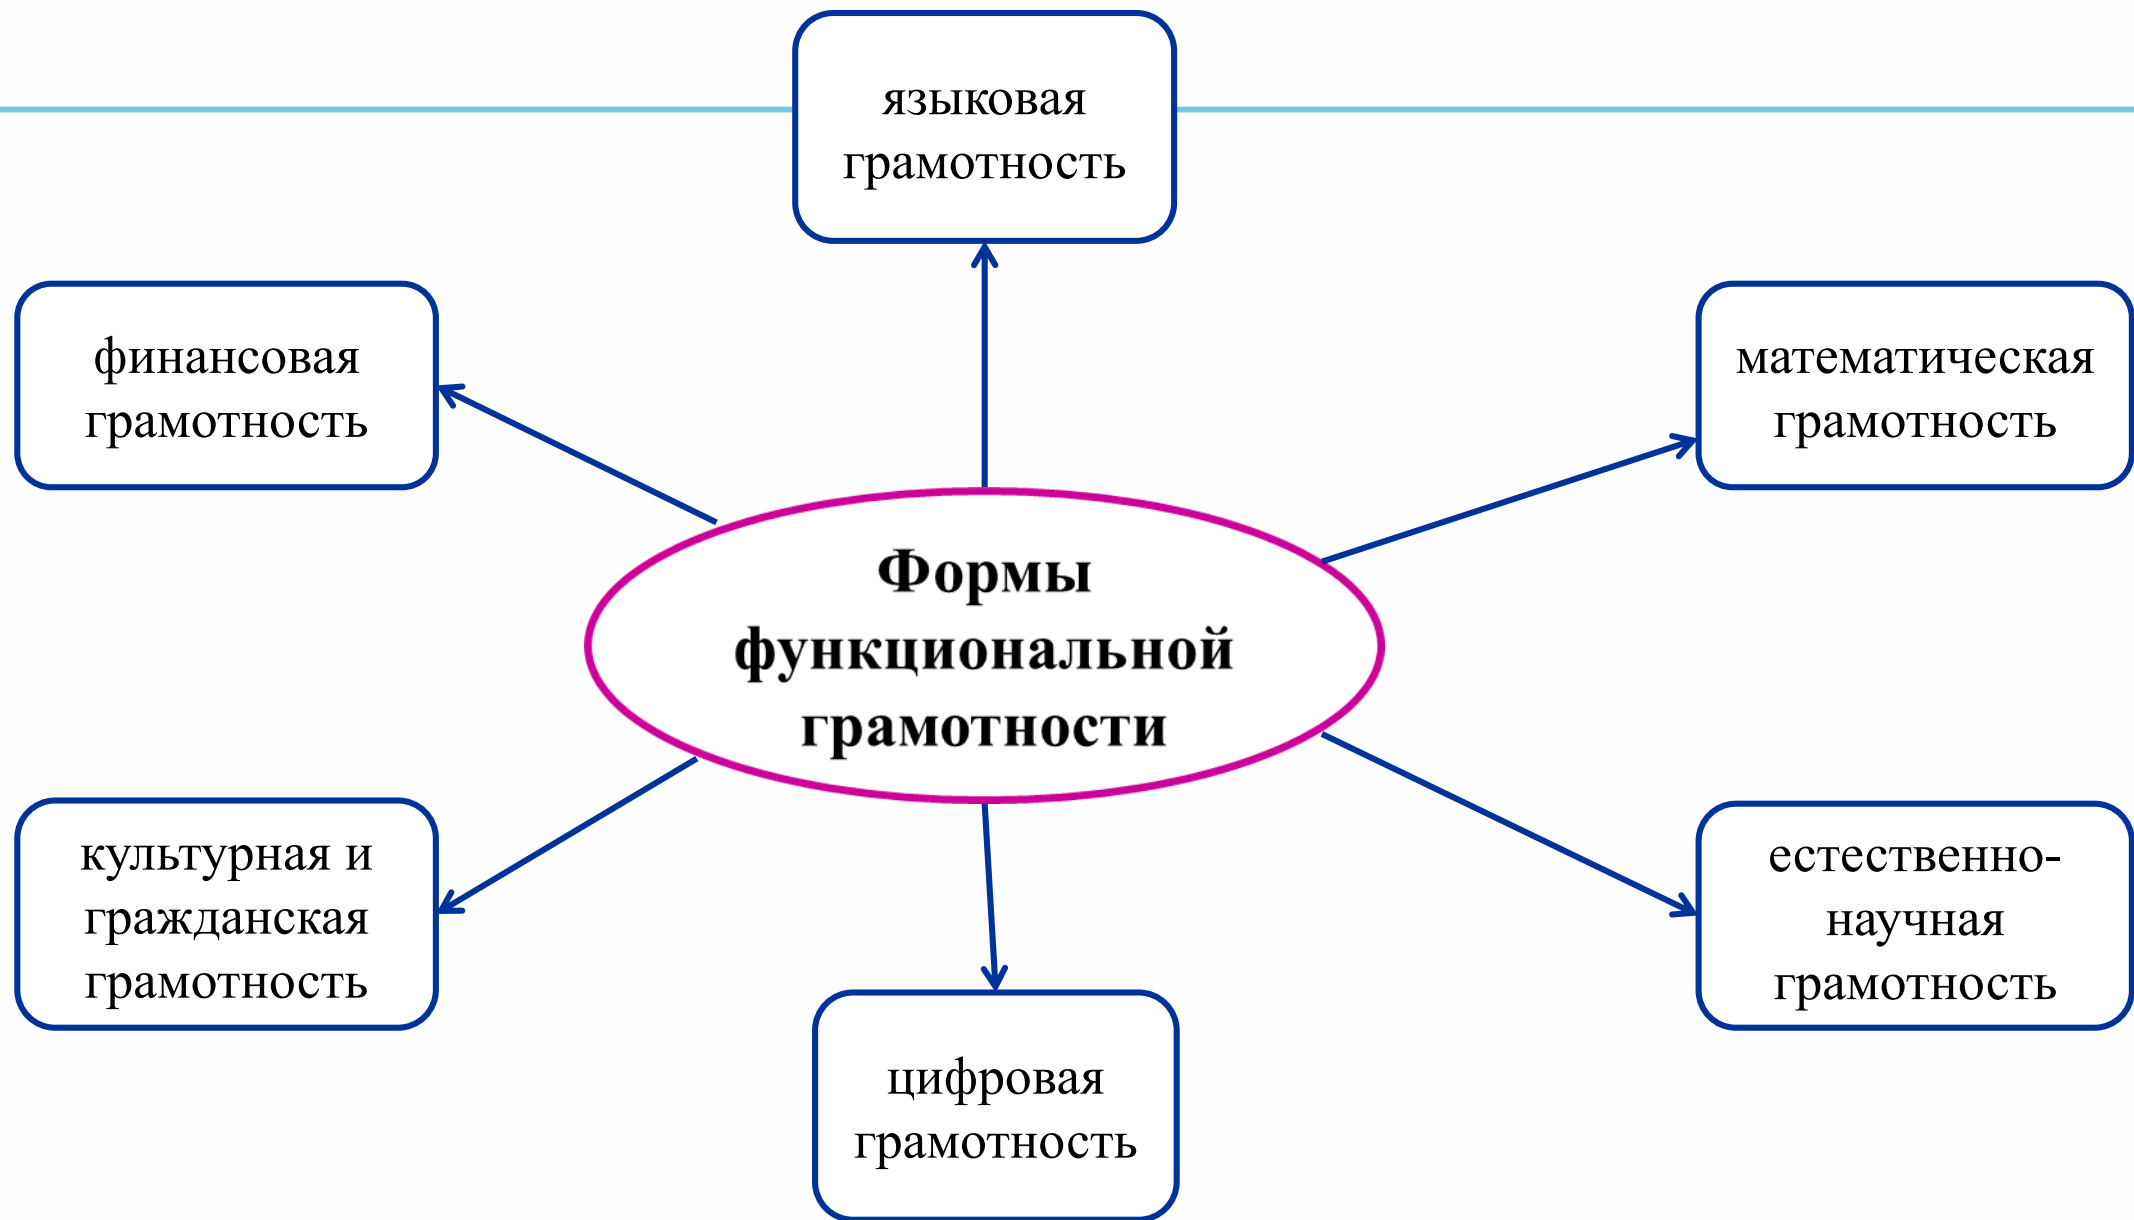 языковая
грамотность
финансовая
грамотность
математическая
грамотность
Формы
функциональной
грамотности
культурная и
гражданская
грамотность
естественно-
научная
грамотность
цифровая
грамотность